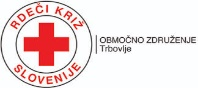 RDEČI KRIŽ
SLOVENIJE
OBMOČNO ZDRUŽENJE
Trbovlje